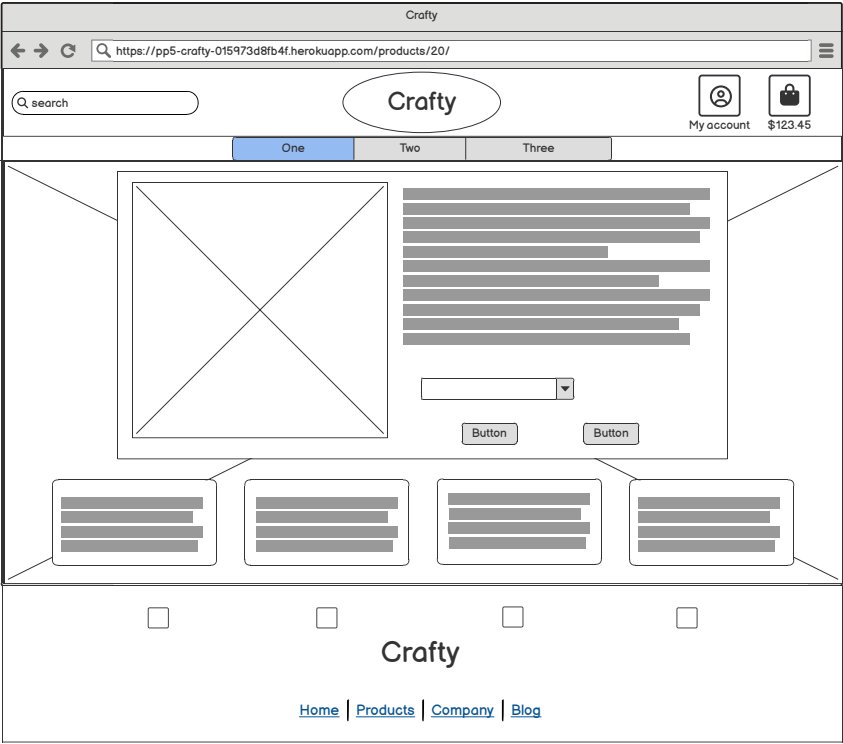 Crafty
https://pp5-crafty-015973d8fb4f.herokuapp.com/products/20/
search
Crafty
My account
$123.45
One
Two
Three
Button
Button
Crafty
Home
Products
Company
Blog